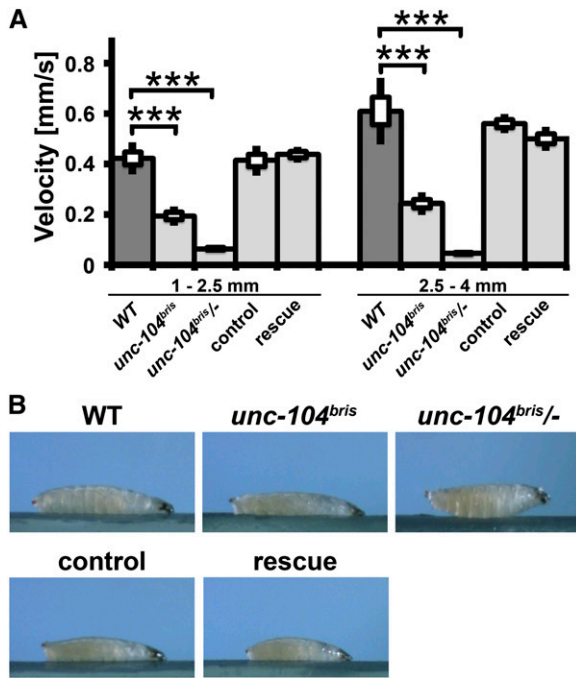 A
Velocity [mm/s]
0.8
0.6
0.4
0.2
0
*** ***
*** ***
1 - 2.5 mm 2.5 - 4 mm
WT unc-104bris unc-104bris/- control rescue WT unc-104bris unc-104bris/- control rescue
B
WT unc-104bris unc-104bris/-
control rescue